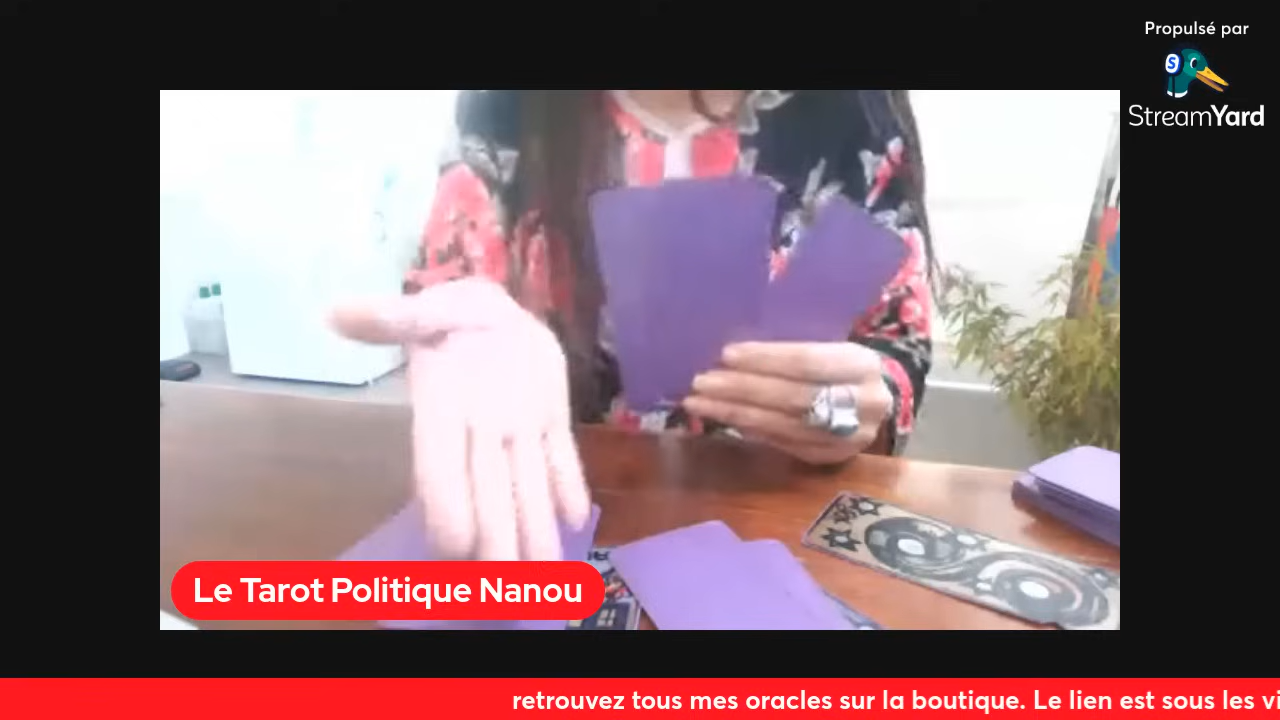 Propulsé par
StreamYard
Le Tarot Politique Nanou
retrouvez tous mes oracles sur la boutique. Le lien est sous les